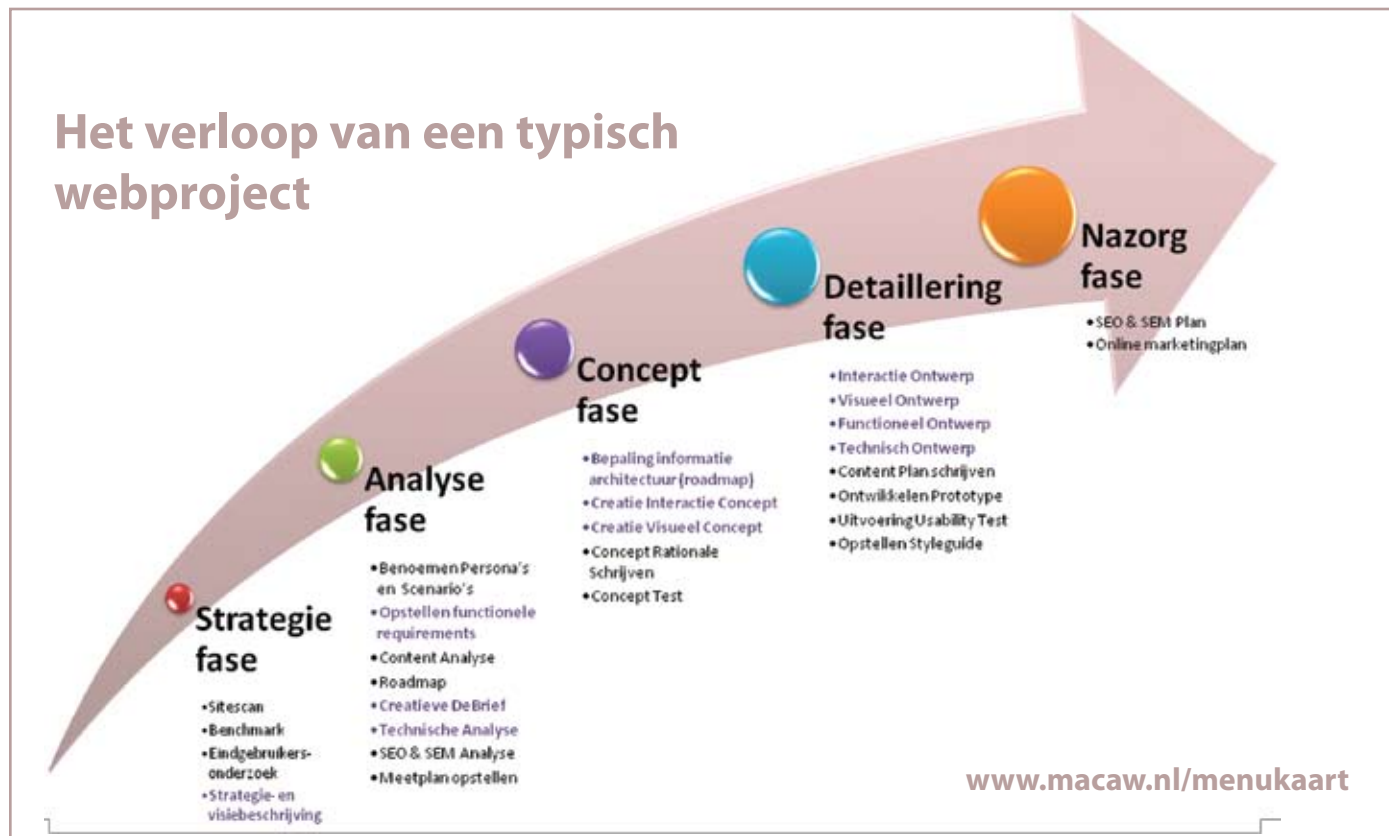 Het verloop van een typisch
webproject
Strategie
fase
•Sitescan
•Benchmark
•Eindgebruikers-
onderzoek
•Strategie- en
visiebeschrijving
Analyse
fase
•Benoemen Persona's
en Scenario's
•Opstellen functionele
requirements
•Content Analyse
•Roadmap
•Creatieve DeBrief
•Technische Analyse
•SEO & SEM Analyse
•Meetplan opstellen
Concept
fase
•Bepaling informatie
architectuur (roadmap)
•Creatie Interactie Concept
•Creatie Visueel Concept
•Concept Rationale
Schrijven
•Concept Test
Detaillering
fase
•Interactie Ontwerp
•Visueel Ontwerp
•Functioneel Ontwerp
•Technisch Ontwerp
•Content Plan schrijven
•Ontwikkelen Prototype
•Uitvoering Usability Test
•Opstellen Styleguide
Nazorg
fase
•SEO & SEM Plan
•Online marketingplan
www.macaw.nl/menukaart